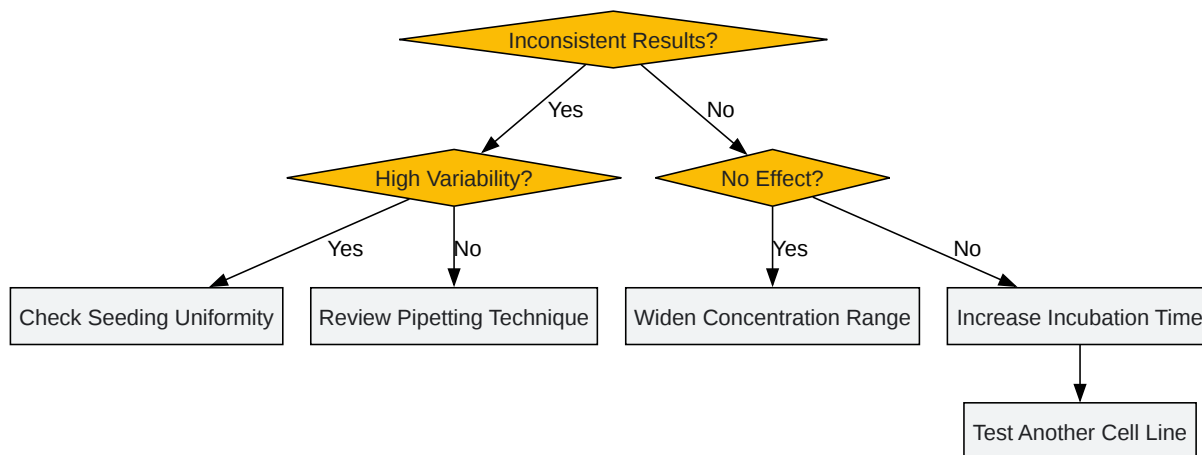 Inconsistent Results?
Yes
No
High Variability?
No Effect?
Yes
No
Yes
No
Check Seeding Uniformity
Review Pipetting Technique
Widen Concentration Range
Increase Incubation Time
Test Another Cell Line